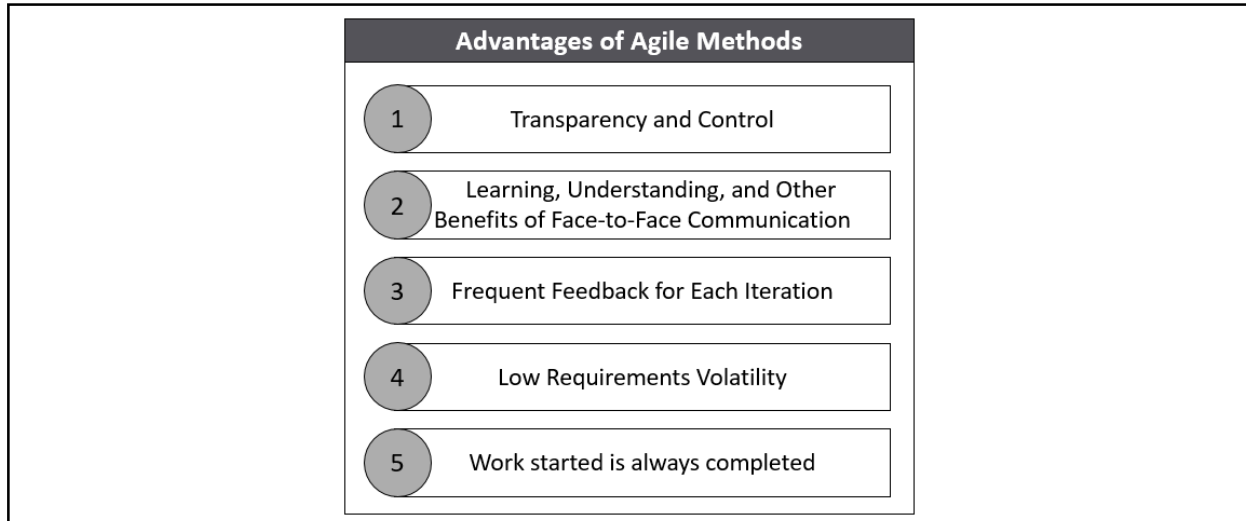 Advantages of Agile Methods
1
Transparency and Control
2
Learning, Understanding, and Other
Benefits of Face-to-Face Communication
3
Frequent Feedback for Each Iteration
4
Low Requirements Volatility
5
Work started is always completed